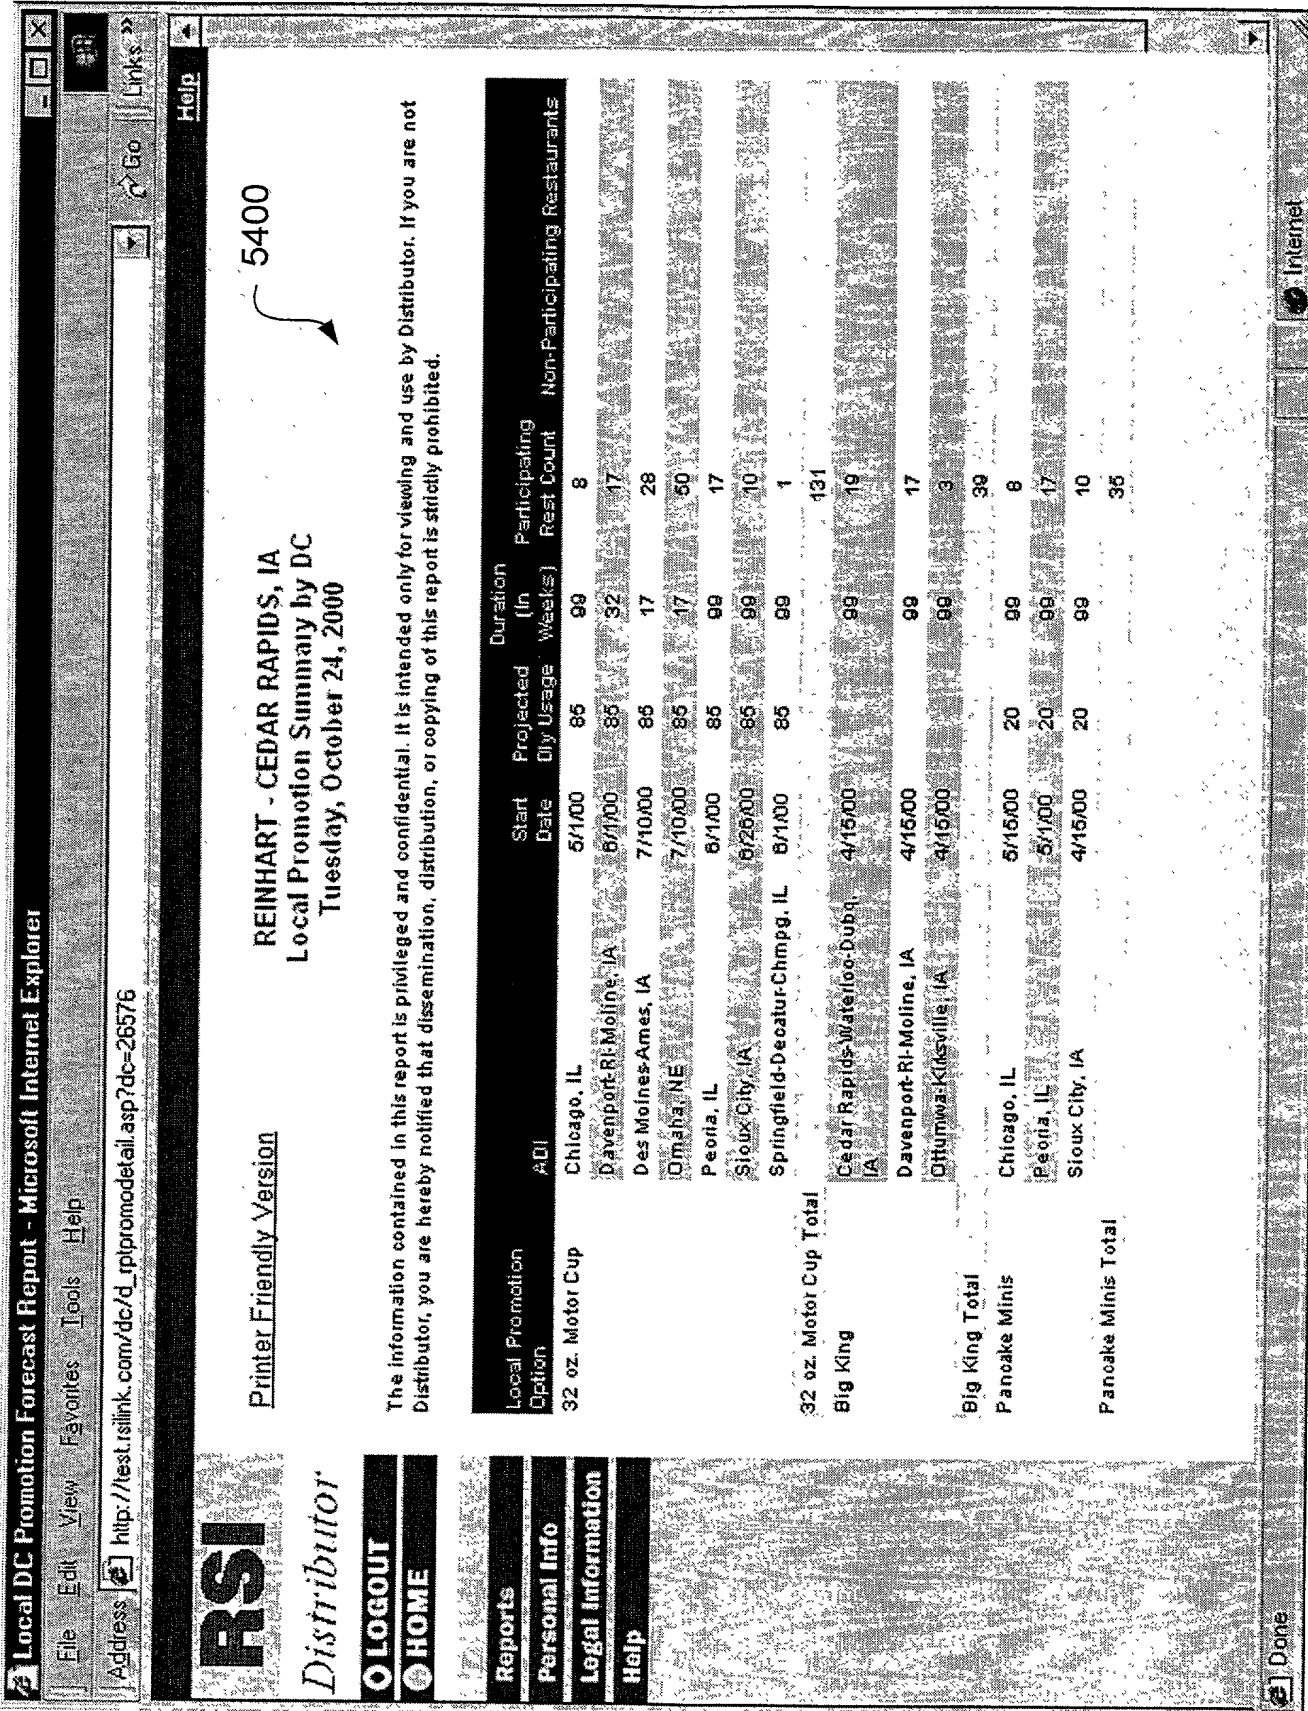 Local DC Promotion Forecast Report - Microsoft Internet Explorer
File Edit View Favorites Tools Help
Address http://test.rsilink.com/dc/d_rptpromodetail.asp?dc=26576 Go Links »
Help
RSI
Distributor
LOGOUT
HOME
Reports
Personal Info
Legal Information
Help
Printer Friendly Version
REINHART - CEDAR RAPIDS, IA
Local Promotion Summary by DC
Tuesday, October 24, 2000
5400
The information contained in this report is privileged and confidential. It is intended only for viewing and use by Distributor. If you are not
Distributor, you are hereby notified that dissemination, distribution, or copying of this report is strictly prohibited.
Local Promotion Option ADI Start Date Projected Dly Usage Duration (In Weeks) Participating Rest Count Non-Participating Restaurants
32 oz. Motor Cup Chicago, IL 5/1/00 85 99 8
Davenport-RI-Moline, IA 6/1/00 85 32 17
Des Moines-Ames, IA 7/10/00 85 17 28
Omaha, NE 7/10/00 85 17 50
Peoria, IL 6/1/00 85 99 17
Sioux City, IA 6/26/00 85 99 10
Springfield-Decatur-Chmpg, IL 6/1/00 85 99 1
32 oz. Motor Cup Total 131
Big King Cedar Rapids-Waterloo-Dubq, IA 4/15/00 99 19
Davenport-RI-Moline, IA 4/15/00 99 17
Ottumwa-Kirksville, IA 4/15/00 99 3
Big King Total 39
Pancake Minis Chicago, IL 5/15/00 20 99 8
Peoria, IL 5/1/00 20 99 17
Sioux City, IA 4/15/00 20 99 10
Pancake Minis Total 35
Done Internet